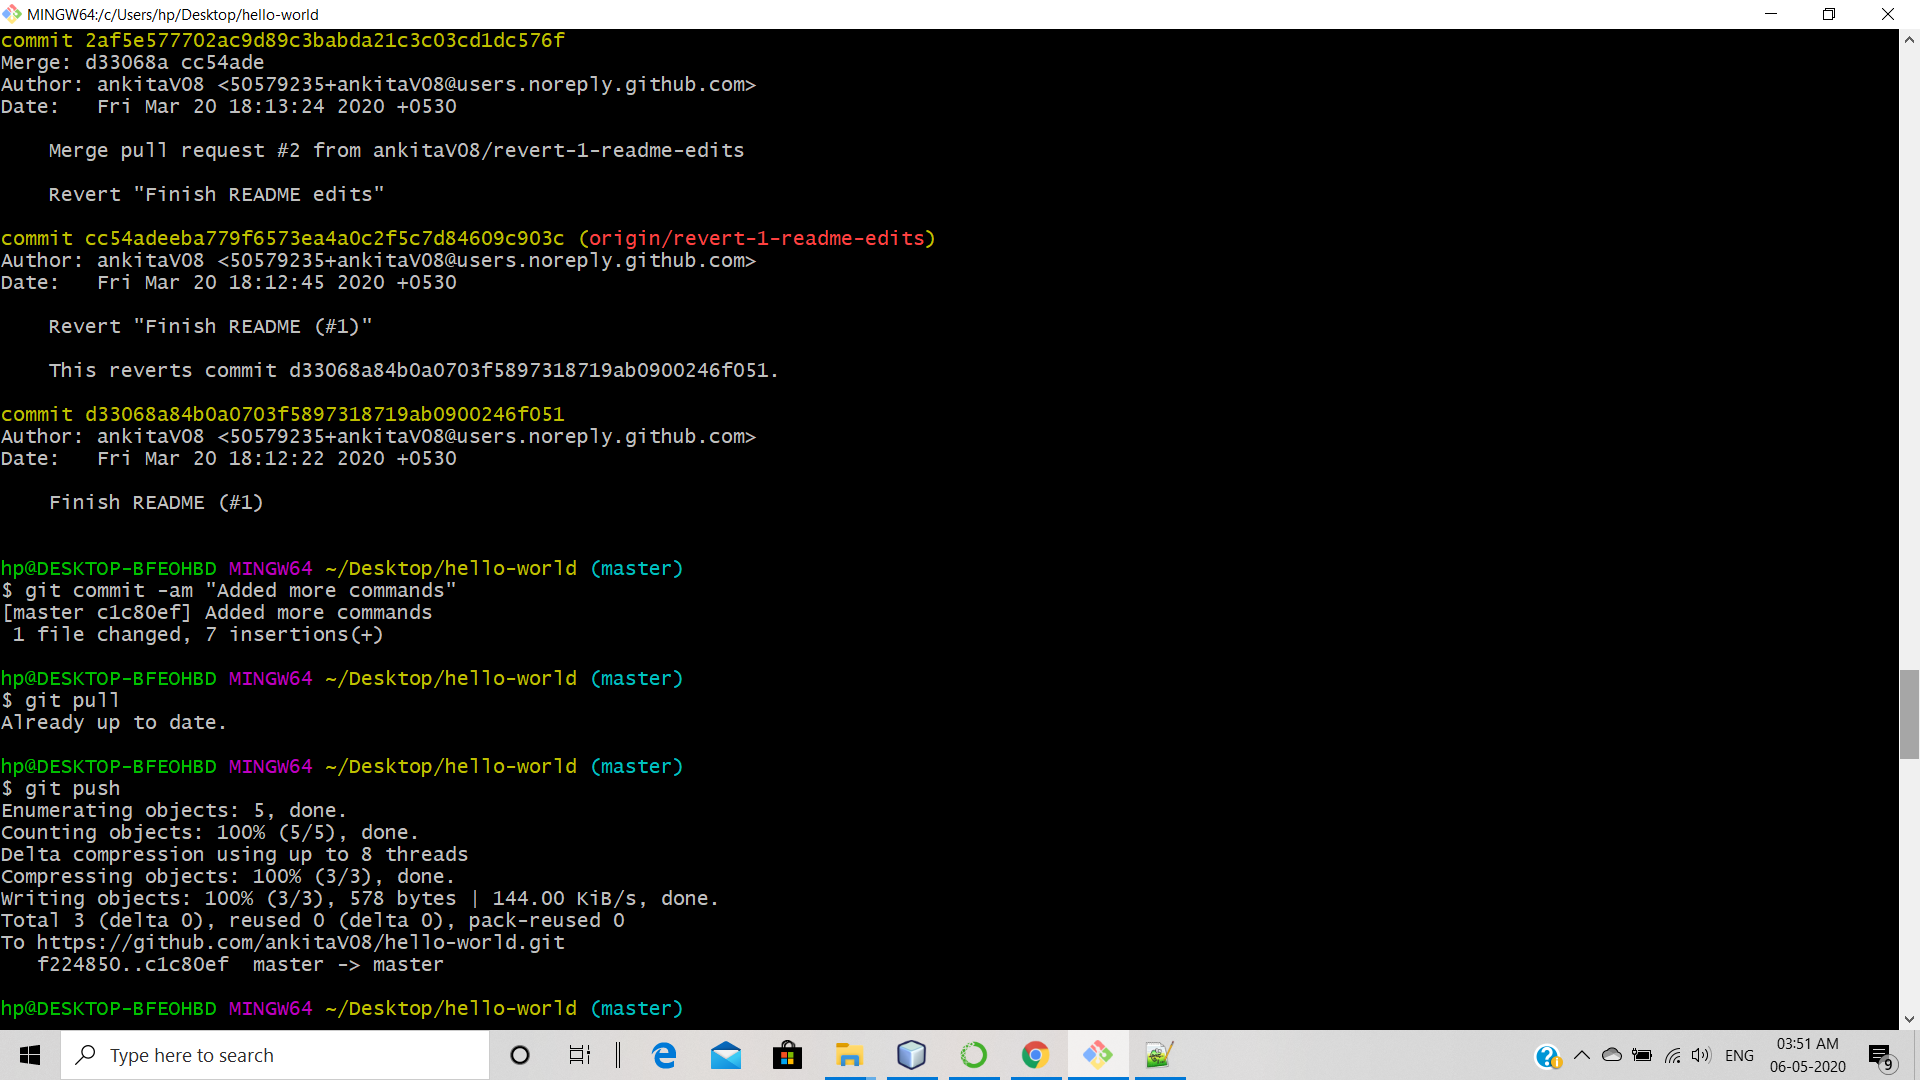 MINGW64:/c/Users/hp/Desktop/hello-world
commit 2af5e577702ac9d89c3babda21c3c03cd1dc576f
Merge: d33068a cc54ade
Author: ankitaV08 <50579235+ankitaV08@users.noreply.github.com>
Date:   Fri Mar 20 18:13:24 2020 +0530
    Merge pull request #2 from ankitaV08/revert-1-readme-edits
    Revert "Finish README edits"
commit cc54adeeba779f6573ea4a0c2f5c7d84609c903c (origin/revert-1-readme-edits)
Author: ankitaV08 <50579235+ankitaV08@users.noreply.github.com>
Date:   Fri Mar 20 18:12:45 2020 +0530
    Revert "Finish README (#1)"
    This reverts commit d33068a84b0a0703f5897318719ab0900246f051.
commit d33068a84b0a0703f5897318719ab0900246f051
Author: ankitaV08 <50579235+ankitaV08@users.noreply.github.com>
Date:   Fri Mar 20 18:12:22 2020 +0530
    Finish README (#1)
hp@DESKTOP-BFEOHBD MINGW64 ~/Desktop/hello-world (master)
$ git commit -am "Added more commands"
[master c1c80ef] Added more commands
 1 file changed, 7 insertions(+)
hp@DESKTOP-BFEOHBD MINGW64 ~/Desktop/hello-world (master)
$ git pull
Already up to date.
hp@DESKTOP-BFEOHBD MINGW64 ~/Desktop/hello-world (master)
$ git push
Enumerating objects: 5, done.
Counting objects: 100% (5/5), done.
Delta compression using up to 8 threads
Compressing objects: 100% (3/3), done.
Writing objects: 100% (3/3), 578 bytes | 144.00 KiB/s, done.
Total 3 (delta 0), reused 0 (delta 0), pack-reused 0
To https://github.com/ankitaV08/hello-world.git
   f224850..c1c80ef  master -> master
hp@DESKTOP-BFEOHBD MINGW64 ~/Desktop/hello-world (master)
Type here to search
ENG
03:51 AM
06-05-2020
9